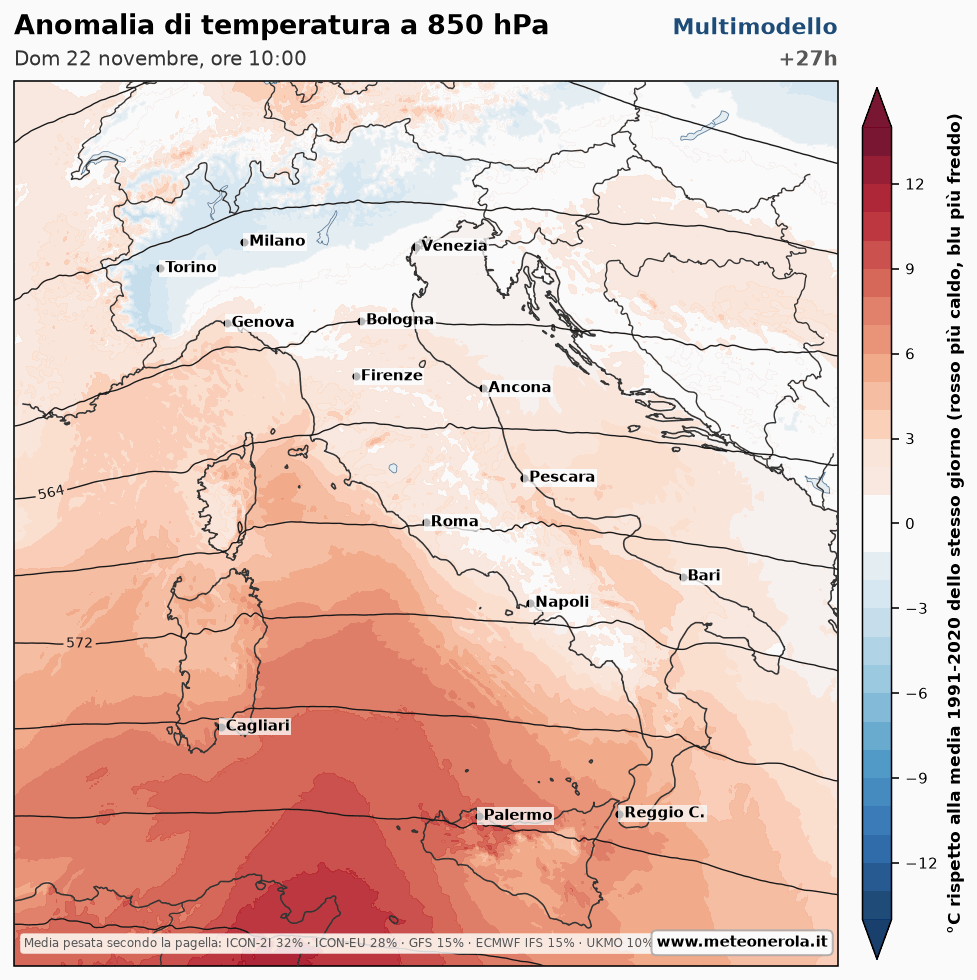 Anomalia di temperatura a 850 hPa
Multimodello
Dom 22 novembre, ore 10:00
+27h
Milano
Venezia
Torino
Genova
Bologna
Firenze
Ancona
Pescara
564
Roma
Bari
Napoli
572
Cagliari
Palermo
Reggio C.
Media pesata secondo la pagella: ICON-2I 32% · ICON-EU 28% · GFS 15% · ECMWF IFS 15% · UKMO 10%
www.meteonerola.it
12
9
6
3
0
−3
−6
−9
−12
°C rispetto alla media 1991-2020 dello stesso giorno (rosso più caldo, blu più freddo)